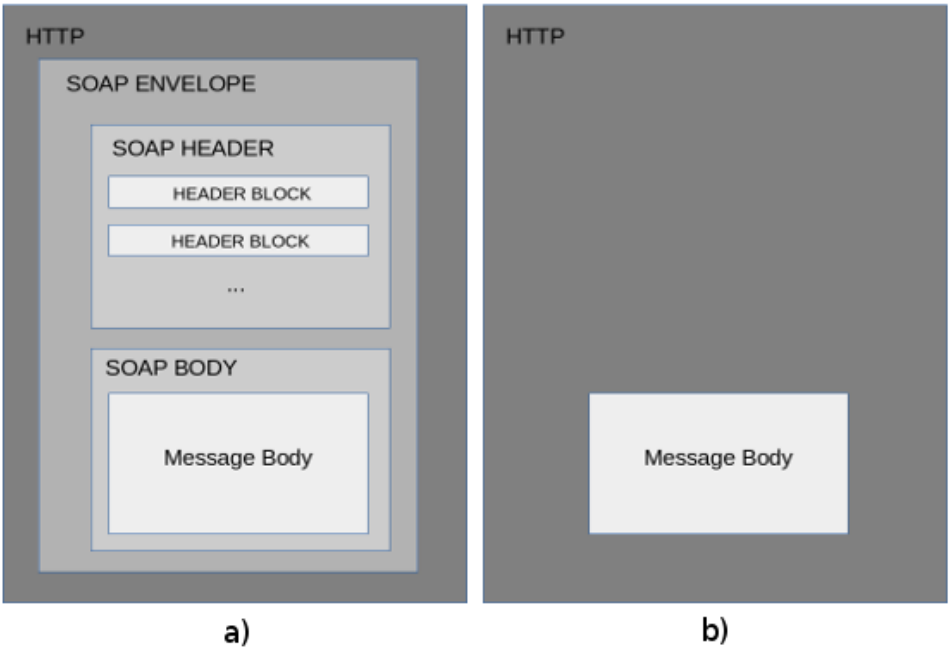 HTTP
SOAP ENVELOPE
SOAP HEADER
HEADER BLOCK
HEADER BLOCK
...
SOAP BODY
Message Body
a)
HTTP
Message Body
b)